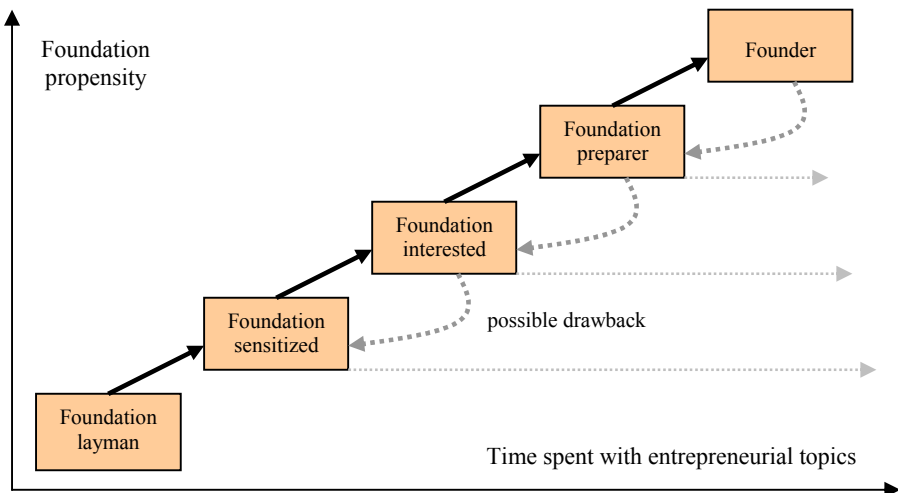 Foundation
propensity
Founder
Foundation
preparer
Foundation
interested
Foundation
sensitized
possible drawback
Foundation
layman
Time spent with entrepreneurial topics